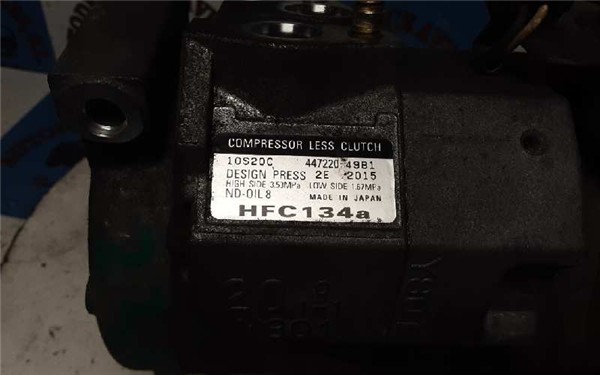 COMPRESSOR LESS CLUTCH
10S20C 447220-4981
DESIGN PRESS 2E 2015
HIGH SIDE 3.53MPa LOW SIDE 1.67MPa
ND-OIL 8 MADE IN JAPAN
HFC134a
20